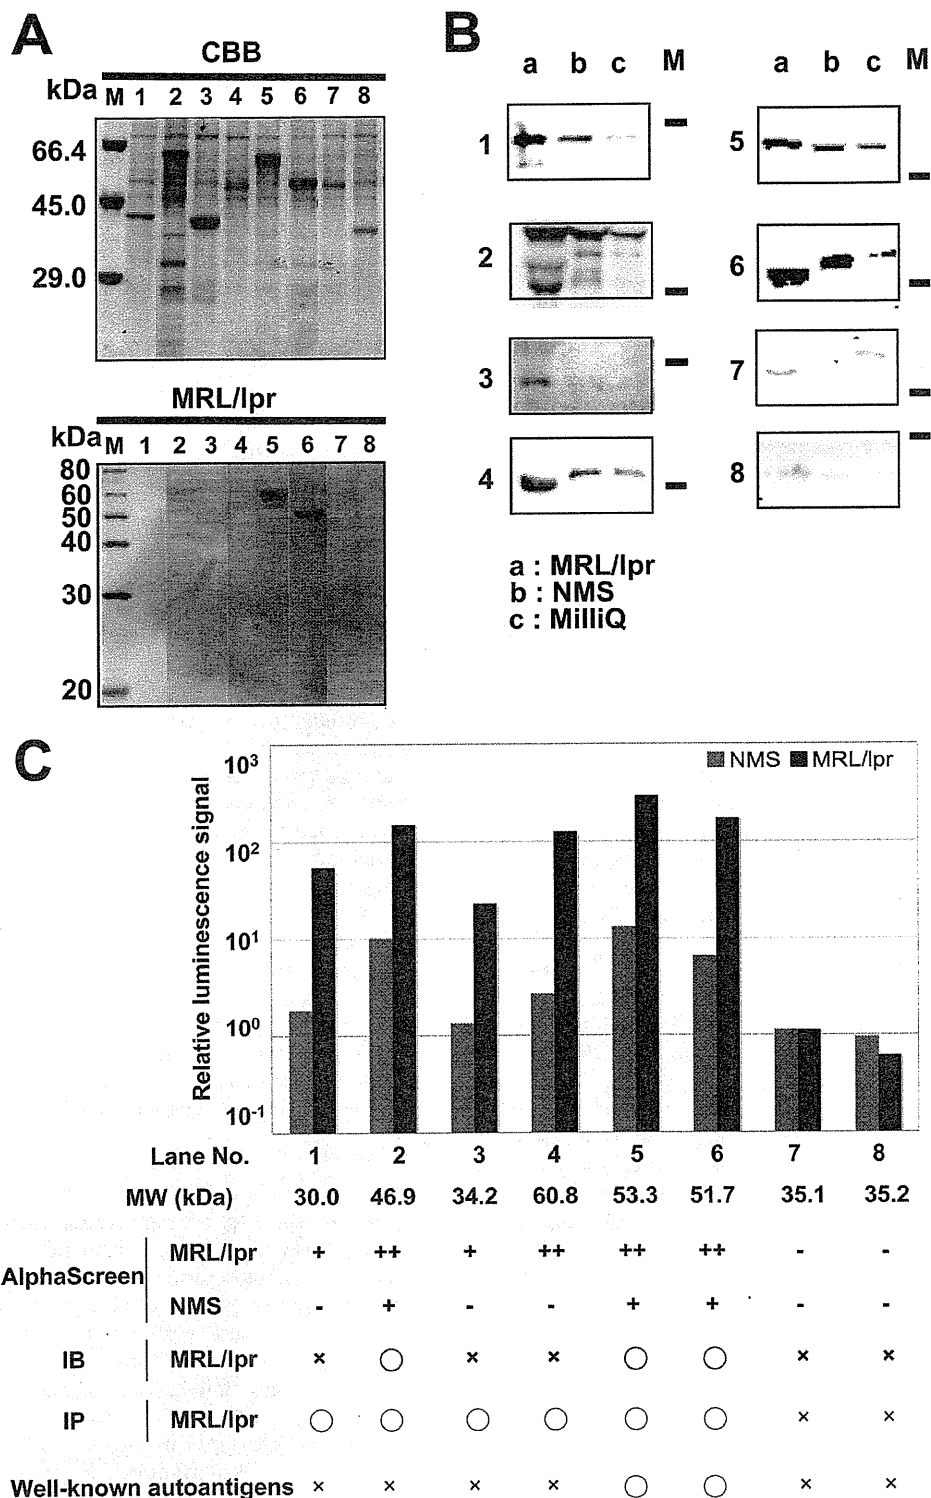 A
CBB
kDa M 1 2 3 4 5 6 7 8
66.4
45.0
29.0
MRL/lpr
kDa M 1 2 3 4 5 6 7 8
80
60
50
40
30
20
B
a b c M
a b c M
1
5
2
6
3
7
4
8
a : MRL/lpr
b : NMS
c : MilliQ
C
NMS MRL/lpr
Relative luminescence signal
10³
10²
10¹
10⁰
10⁻¹
Lane No. 1 2 3 4 5 6 7 8
MW (kDa) 30.0 46.9 34.2 60.8 53.3 51.7 35.1 35.2
AlphaScreen
MRL/lpr + ++ + ++ ++ ++ - -
NMS - + - - + + - -
IB MRL/lpr × ○ × × ○ ○ × ×
IP MRL/lpr ○ ○ ○ ○ ○ ○ × ×
Well-known autoantigens × × × × ○ ○ × ×